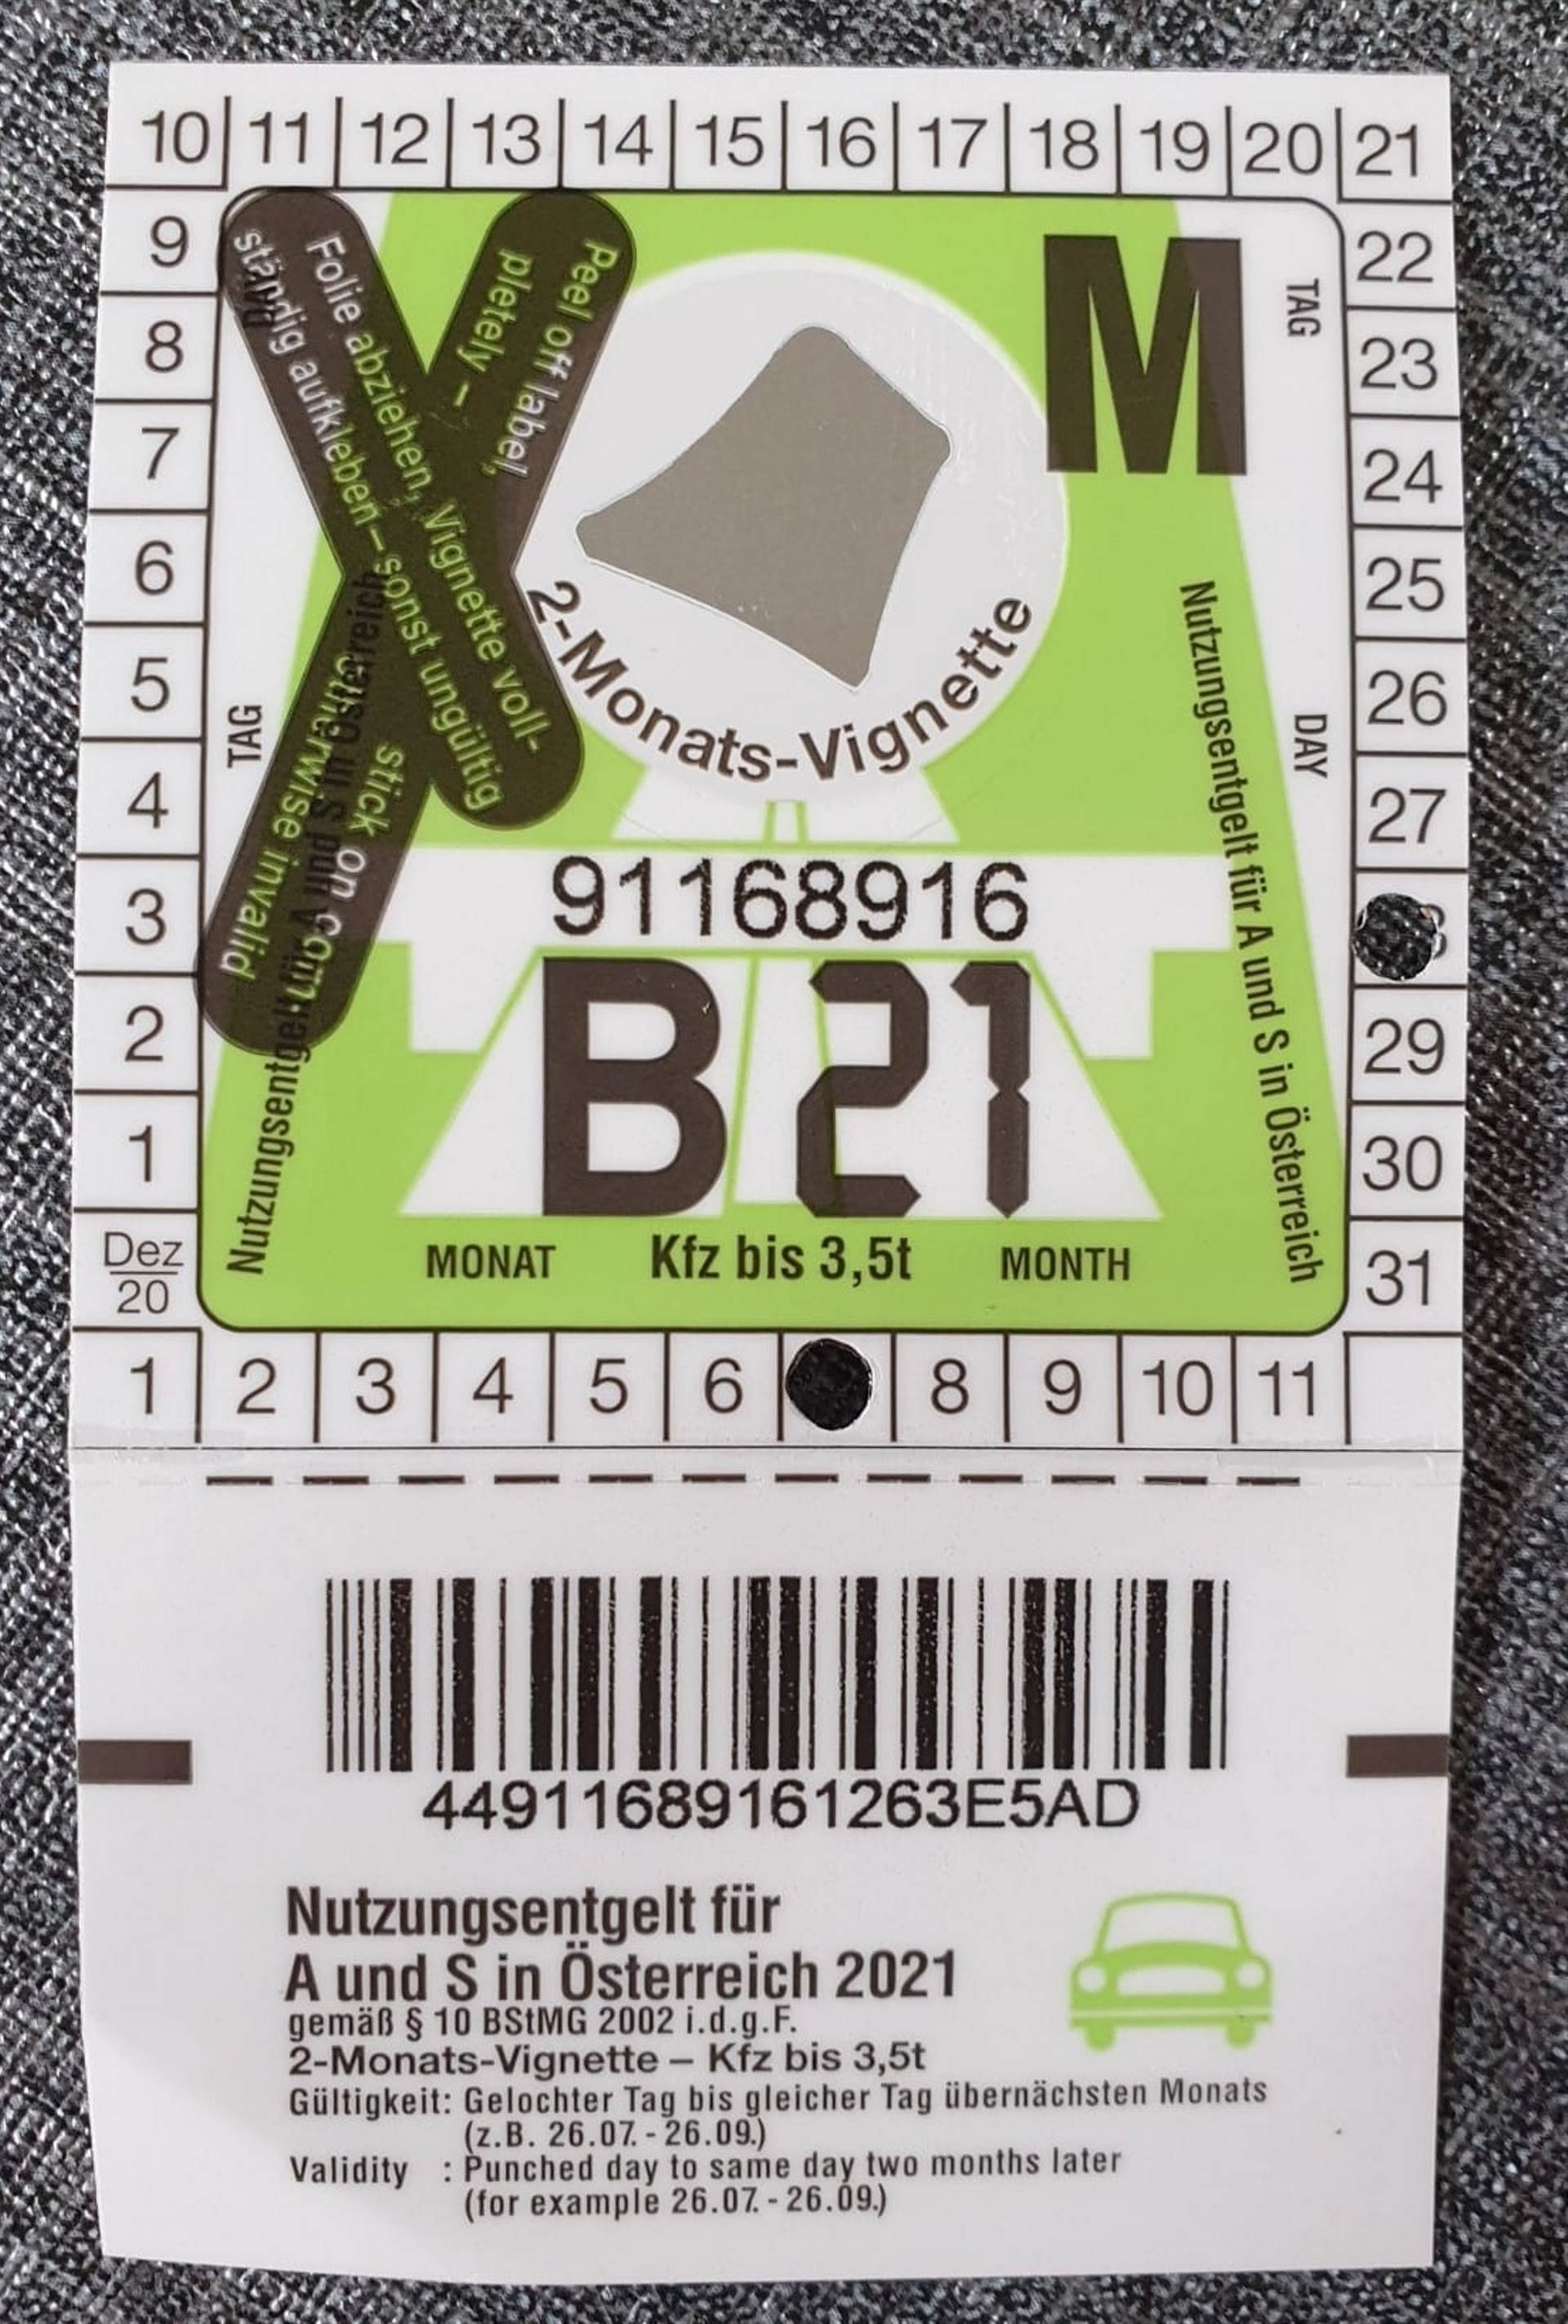 10 11 12 13 14 15 16 17 18 19 20 21
9
8
7
6
5
4
3
2
1
Dez
20
22
23
24
25
26
27
29
30
31
Folie abziehen, Vignette voll-
ständig aufkleben – sonst ungültig
Peel off label,
pletely –
stick on com-
otherwise invalid
M
TAG
DAY
TAG
DAY
2-Monats-Vignette
Nutzungsentgelt für A und S in Österreich
Nutzungsentgelt für A und S in Österreich
91168916
B 21
MONAT Kfz bis 3,5t MONTH
1 2 3 4 5 6 8 9 10 11
44911689161263E5AD
Nutzungsentgelt für
A und S in Österreich 2021
gemäß § 10 BStMG 2002 i.d.g.F.
2-Monats-Vignette – Kfz bis 3,5t
Gültigkeit: Gelochter Tag bis gleicher Tag übernächsten Monats
(z.B. 26.07. - 26.09.)
Validity : Punched day to same day two months later
(for example 26.07. - 26.09.)